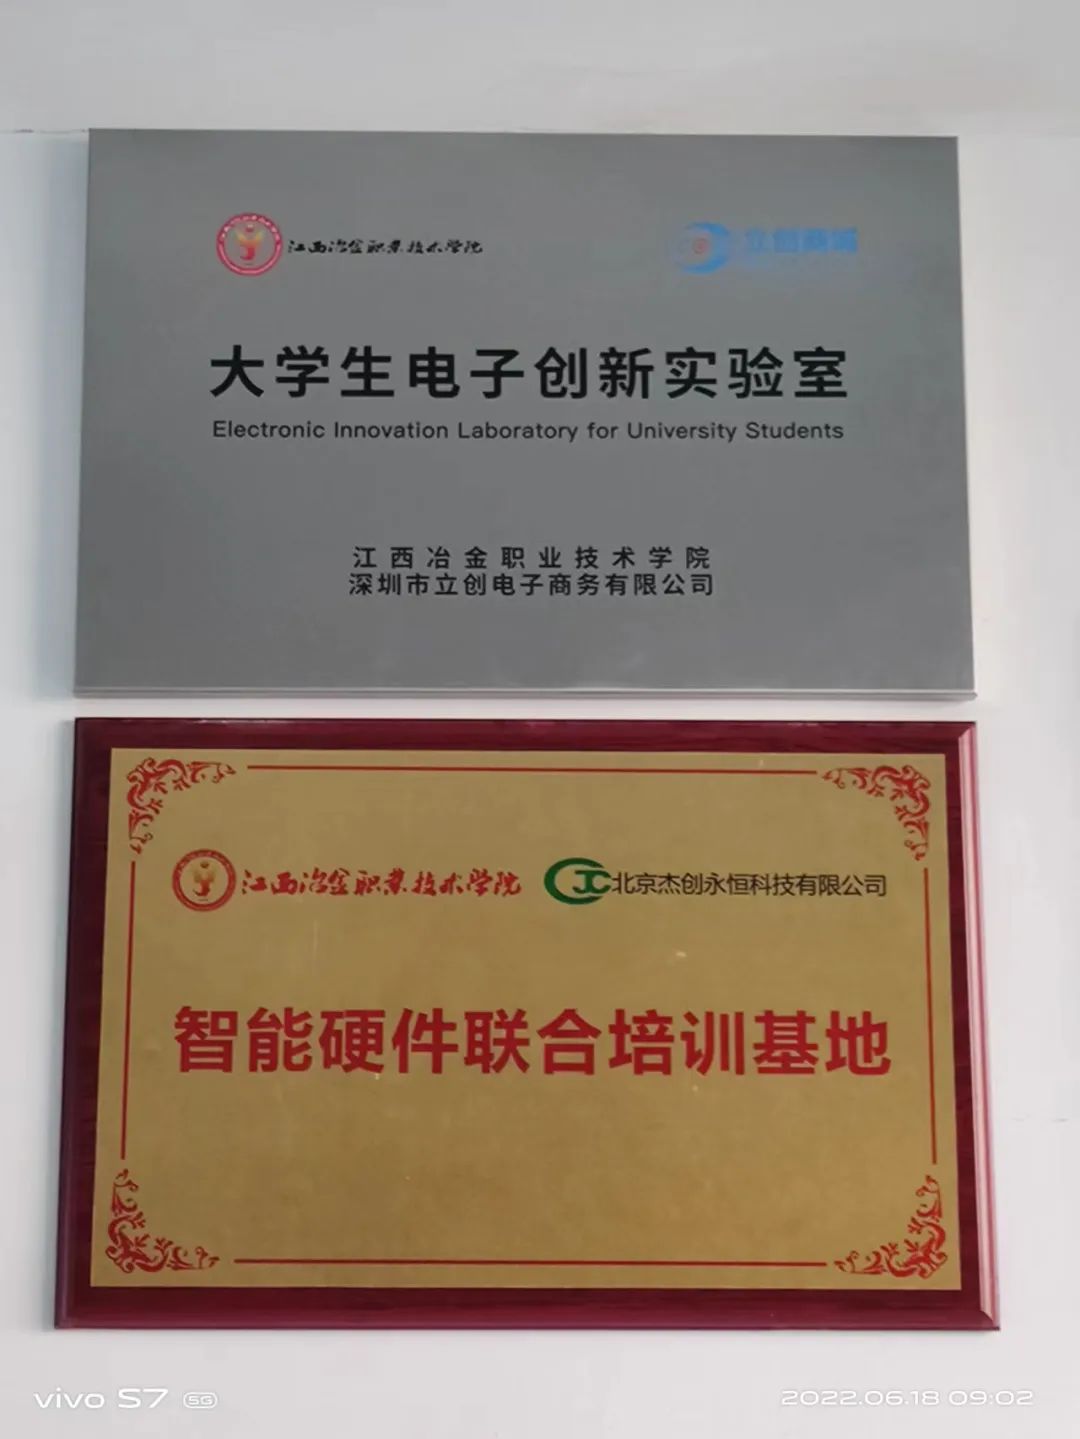 江西冶金职业技术学院
立创商城
大学生电子创新实验室
Electronic Innovation Laboratory for University Students
江西冶金职业技术学院
深圳市立创电子商务有限公司
江西冶金职业技术学院
CJC北京杰创永恒科技有限公司
智能硬件联合培训基地
vivo S7 5G
2022.06.18 09:02